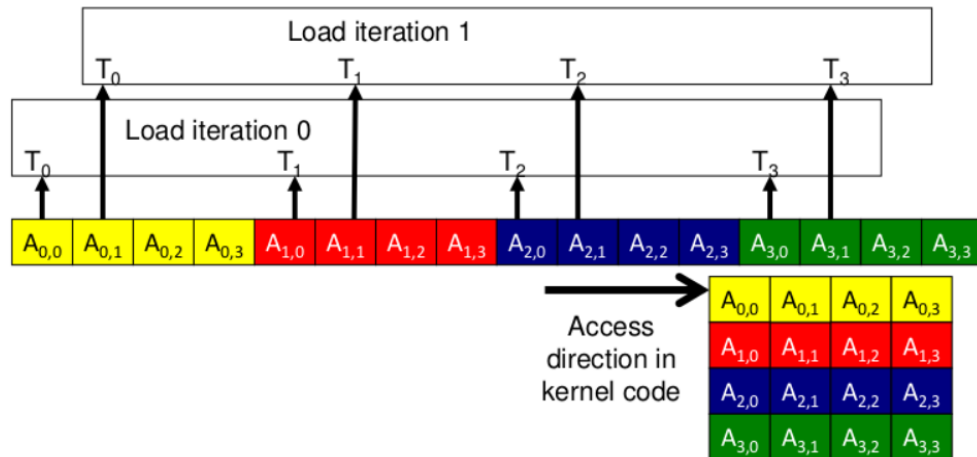 Load iteration 1
T0 T1 T2 T3
Load iteration 0
T0 T1 T2 T3
A0,0 A0,1 A0,2 A0,3 A1,0 A1,1 A1,2 A1,3 A2,0 A2,1 A2,2 A2,3 A3,0 A3,1 A3,2 A3,3
Access
direction in
kernel code
A0,0 A0,1 A0,2 A0,3
A1,0 A1,1 A1,2 A1,3
A2,0 A2,1 A2,2 A2,3
A3,0 A3,1 A3,2 A3,3